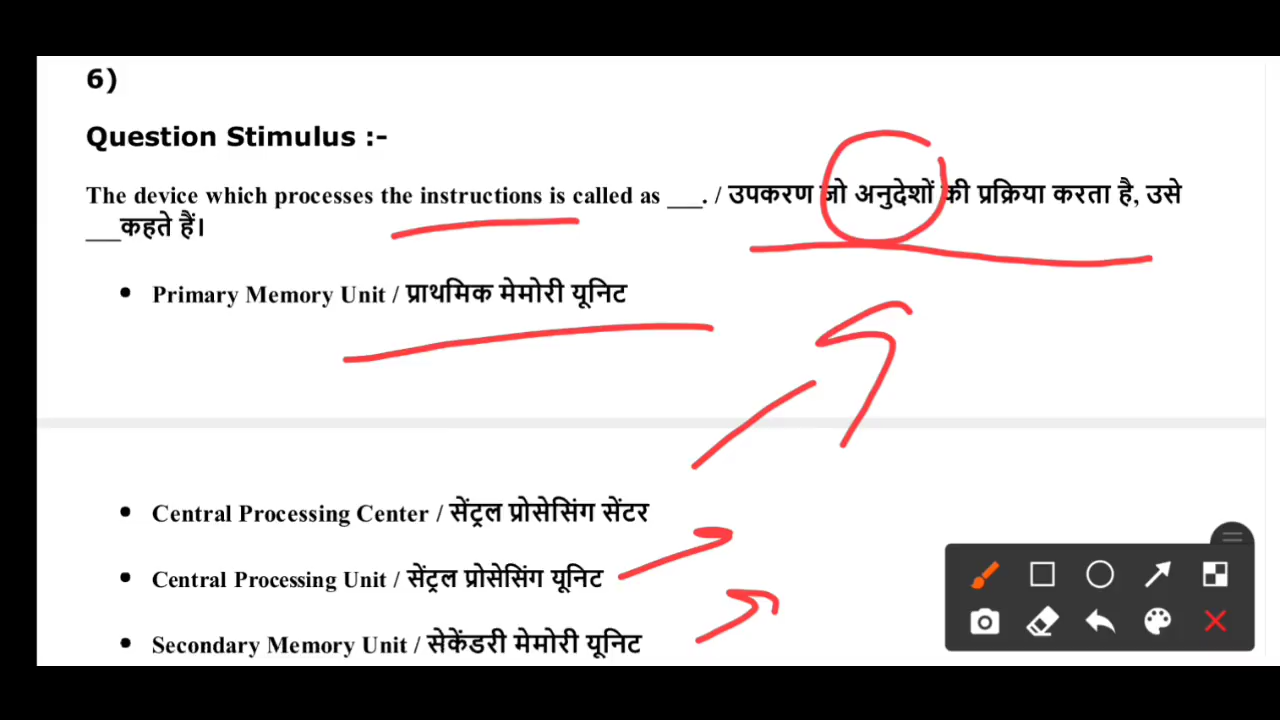 6)
Question Stimulus :-
The device which processes the instructions is called as ___. / उपकरण जो अनुदेशों की प्रक्रिया करता है, उसे
___कहते हैं।
• Primary Memory Unit / प्राथमिक मेमोरी यूनिट
• Central Processing Center / सेंट्रल प्रोसेसिंग सेंटर
• Central Processing Unit / सेंट्रल प्रोसेसिंग यूनिट
• Secondary Memory Unit / सेकेंडरी मेमोरी यूनिट